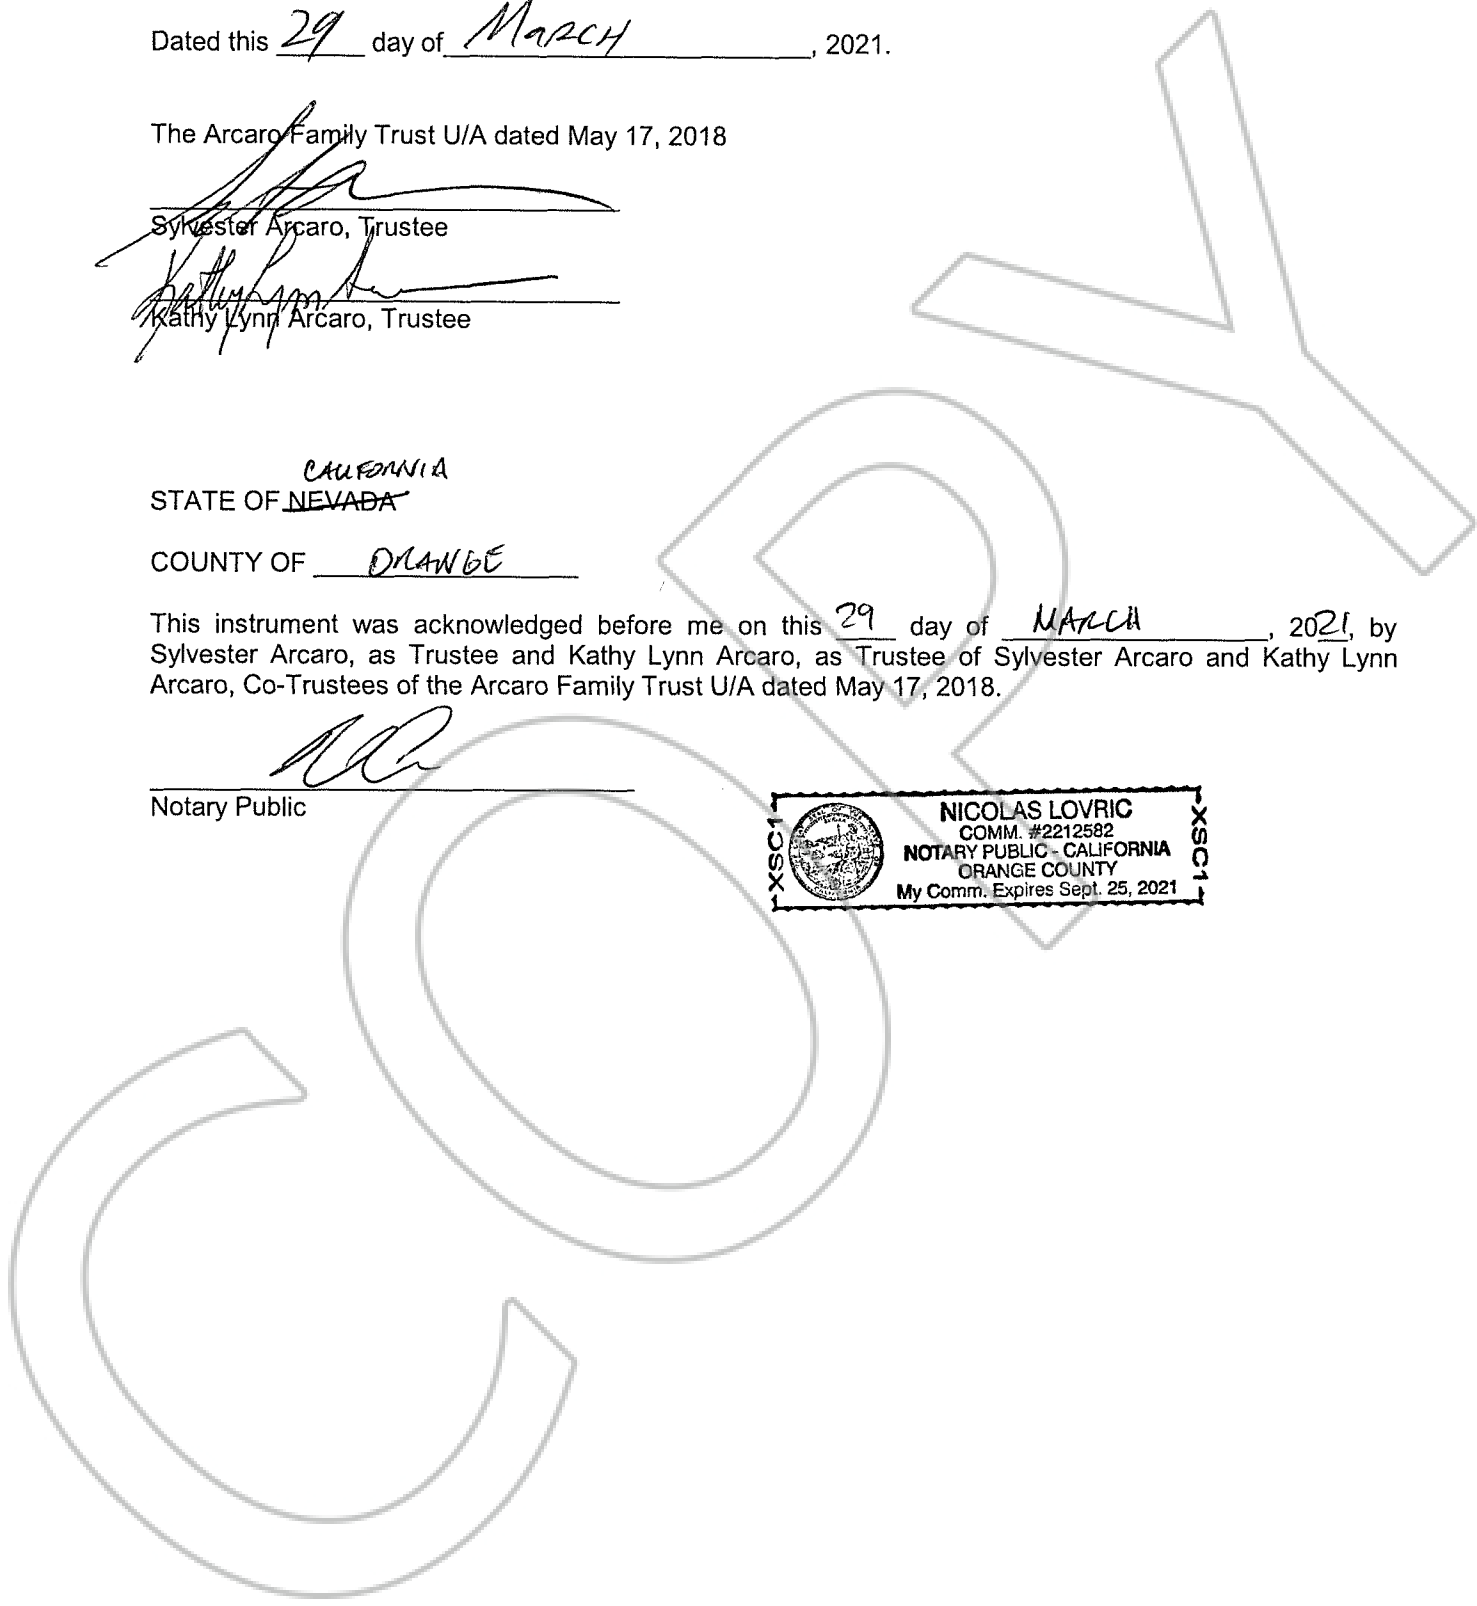 Dated this 29 day of March, 2021.
The Arcaro Family Trust U/A dated May 17, 2018
Sylvester Arcaro, Trustee
Kathy Lynn Arcaro, Trustee
CALIFORNIA
STATE OF NEVADA
COUNTY OF ORANGE
This instrument was acknowledged before me on this 29 day of MARCH, 2021, by
Sylvester Arcaro, as Trustee and Kathy Lynn Arcaro, as Trustee of Sylvester Arcaro and Kathy Lynn
Arcaro, Co-Trustees of the Arcaro Family Trust U/A dated May 17, 2018.
Notary Public
XSC1
NICOLAS LOVRIC
COMM. #2212582
NOTARY PUBLIC - CALIFORNIA
ORANGE COUNTY
My Comm. Expires Sept. 25, 2021
XSC1
COPY